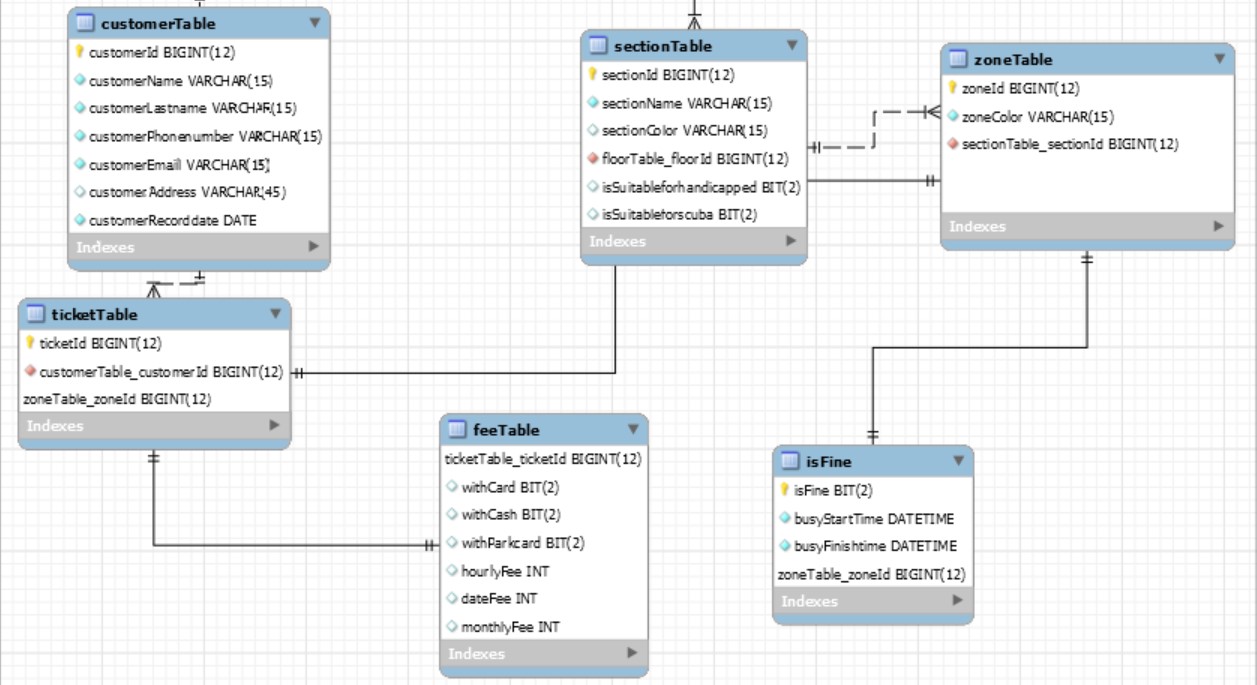 customerTable
customerId BIGINT(12)
customerName VARCHAR(15)
customerLastname VARCHAR(15)
customerPhonenumber VARCHAR(15)
customerEmail VARCHAR(15)
customerAddress VARCHAR(45)
customerRecorddate DATE
Indexes
sectionTable
sectionId BIGINT(12)
sectionName VARCHAR(15)
sectionColor VARCHAR(15)
floorTable_floorId BIGINT(12)
isSuitableforhandicapped BIT(2)
isSuitableforscuba BIT(2)
Indexes
zoneTable
zoneId BIGINT(12)
zoneColor VARCHAR(15)
sectionTable_sectionId BIGINT(12)
Indexes
ticketTable
ticketId BIGINT(12)
customerTable_customerId BIGINT(12)
zoneTable_zoneId BIGINT(12)
Indexes
feeTable
ticketTable_ticketId BIGINT(12)
withCard BIT(2)
withCash BIT(2)
withParkcard BIT(2)
hourlyFee INT
dateFee INT
monthlyFee INT
Indexes
isFine
isFine BIT(2)
busyStartTime DATETIME
busyFinishtime DATETIME
zoneTable_zoneId BIGINT(12)
Indexes